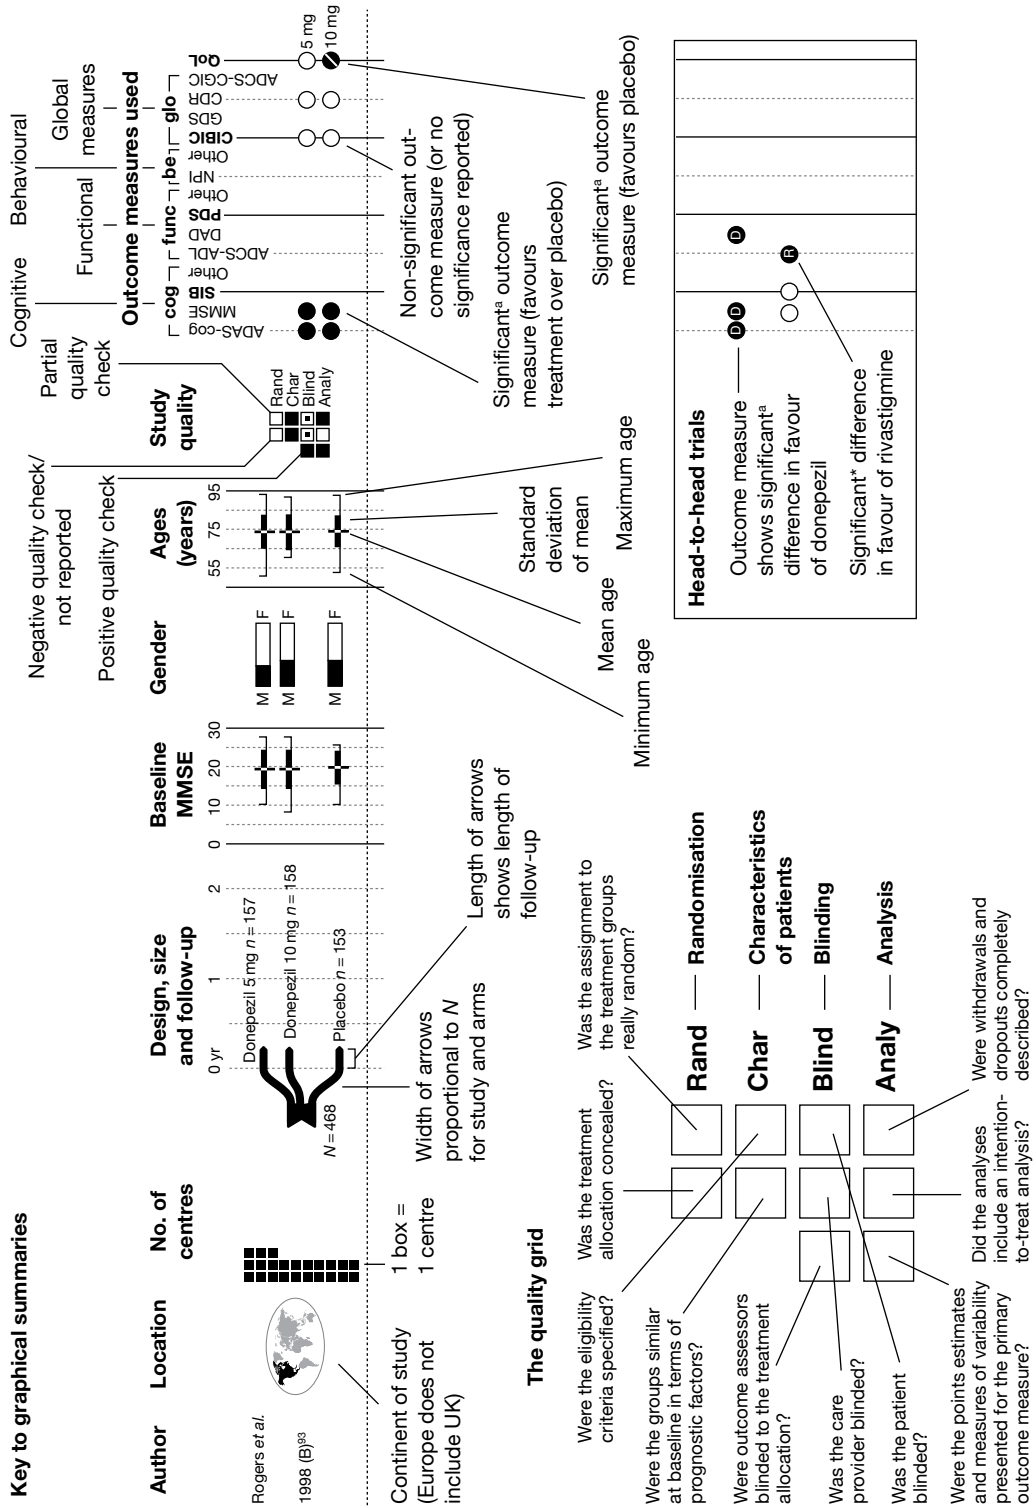 Key to graphical summaries
Author
Location
No. of
centres
Design, size
and follow-up
Baseline
MMSE
Gender
Ages
(years)
Study
quality
Outcome measures used
Cognitive
Functional
Behavioural
Global
measures
cog
func
be
glo
ADAS-cog
MMSE
SIB
Other
ADCS-ADL
DAD
PDS
Other
NPI
Other
CIBIC
GDS
CDR
ADCS-CGIC
QoL
Negative quality check/
not reported
Positive quality check
Partial
quality
check
0 yr
1
2
0
10
20
30
55
75
95
Rogers et al.
1998 (B)93
N = 468
Donepezil 5 mg n = 157
Donepezil 10 mg n = 158
Placebo n = 153
M F
M F
M F
Rand
Char
Blind
Analy
5 mg
10 mg
Continent of study
(Europe does not
include UK)
1 box =
1 centre
Width of arrows
proportional to N
for study and arms
Length of arrows
shows length of
follow-up
Minimum age
Mean age
Standard
deviation
of mean
Maximum age
Significanta outcome
measure (favours
treatment over placebo)
Non-significant out-
come measure (or no
significance reported)
Significanta outcome
measure (favours placebo)
The quality grid
Was the treatment
allocation concealed?
Was the assignment to
the treatment groups
really random?
Were the eligibility
criteria specified?
Were the groups similar
at baseline in terms of
prognostic factors?
Were outcome assessors
blinded to the treatment
allocation?
Was the care
provider blinded?
Was the patient
blinded?
Were the points estimates
and measures of variability
presented for the primary
outcome measure?
Did the analyses
include an intention-
to-treat analysis?
Were withdrawals and
dropouts completely
described?
Rand — Randomisation
Char — Characteristics
of patients
Blind — Blinding
Analy — Analysis
Head-to-head trials
D D D
R
Outcome measure
shows significanta
difference in favour
of donepezil
Significant* difference
in favour of rivastigmine